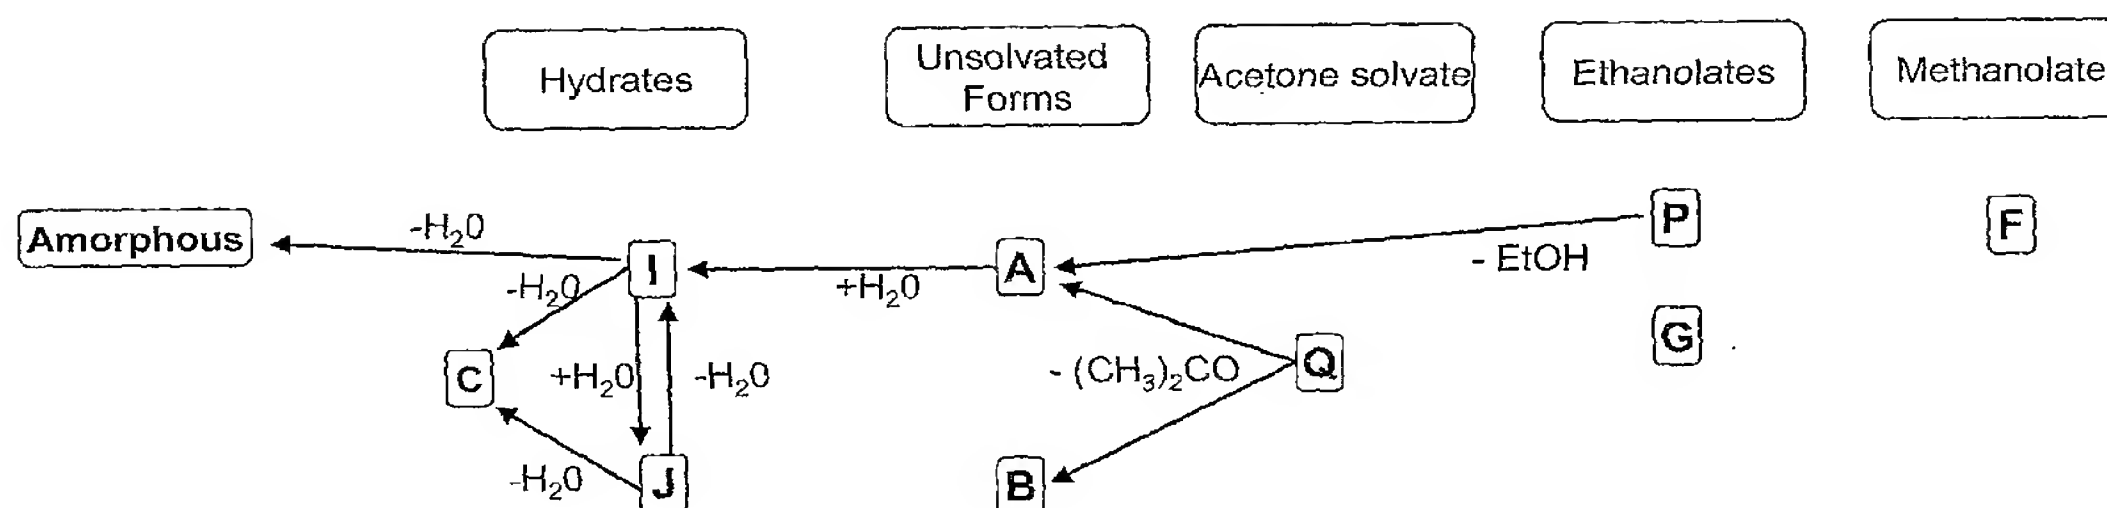 Hydrates
Unsolvated
Forms
Acetone solvate
Ethanolates
Methanolate
Amorphous
-H₂0
I
-H₂0
+H₂0
A
- EtOH
P
F
G
C
+H₂0
-H₂0
- (CH₃)₂CO
Q
-H₂0
J
B